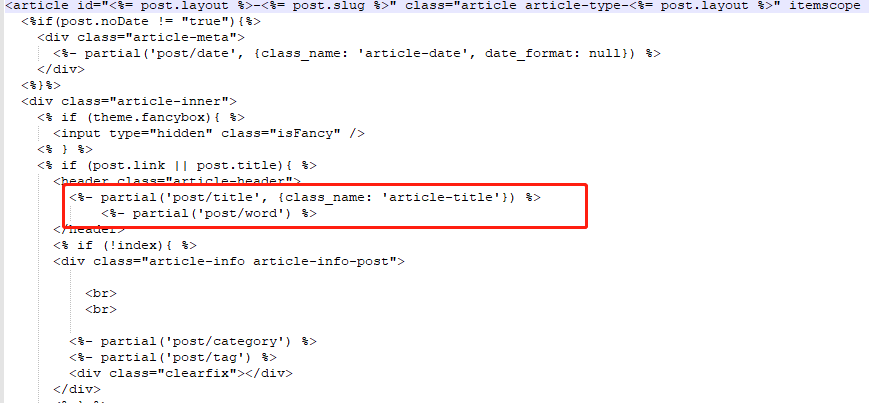 <article id="<%= post.layout %>-<%= post.slug %>" class="article article-type-<%= post.layout %>" itemscope
<%if(post.noDate != "true"){%>
<div class="article-meta">
<%- partial('post/date', {class_name: 'article-date', date_format: null}) %>
</div>
<%}%>
<div class="article-inner">
<% if (theme.fancybox){ %>
<input type="hidden" class="isFancy" />
<% } %>
<% if (post.link || post.title){ %>
<header class="article-header">
<%- partial('post/title', {class_name: 'article-title'}) %>
<%- partial('post/word') %>
</header>
<% if (!index){ %>
<div class="article-info article-info-post">
<br>
<br>
<%- partial('post/category') %>
<%- partial('post/tag') %>
<div class="clearfix"></div>
</div>